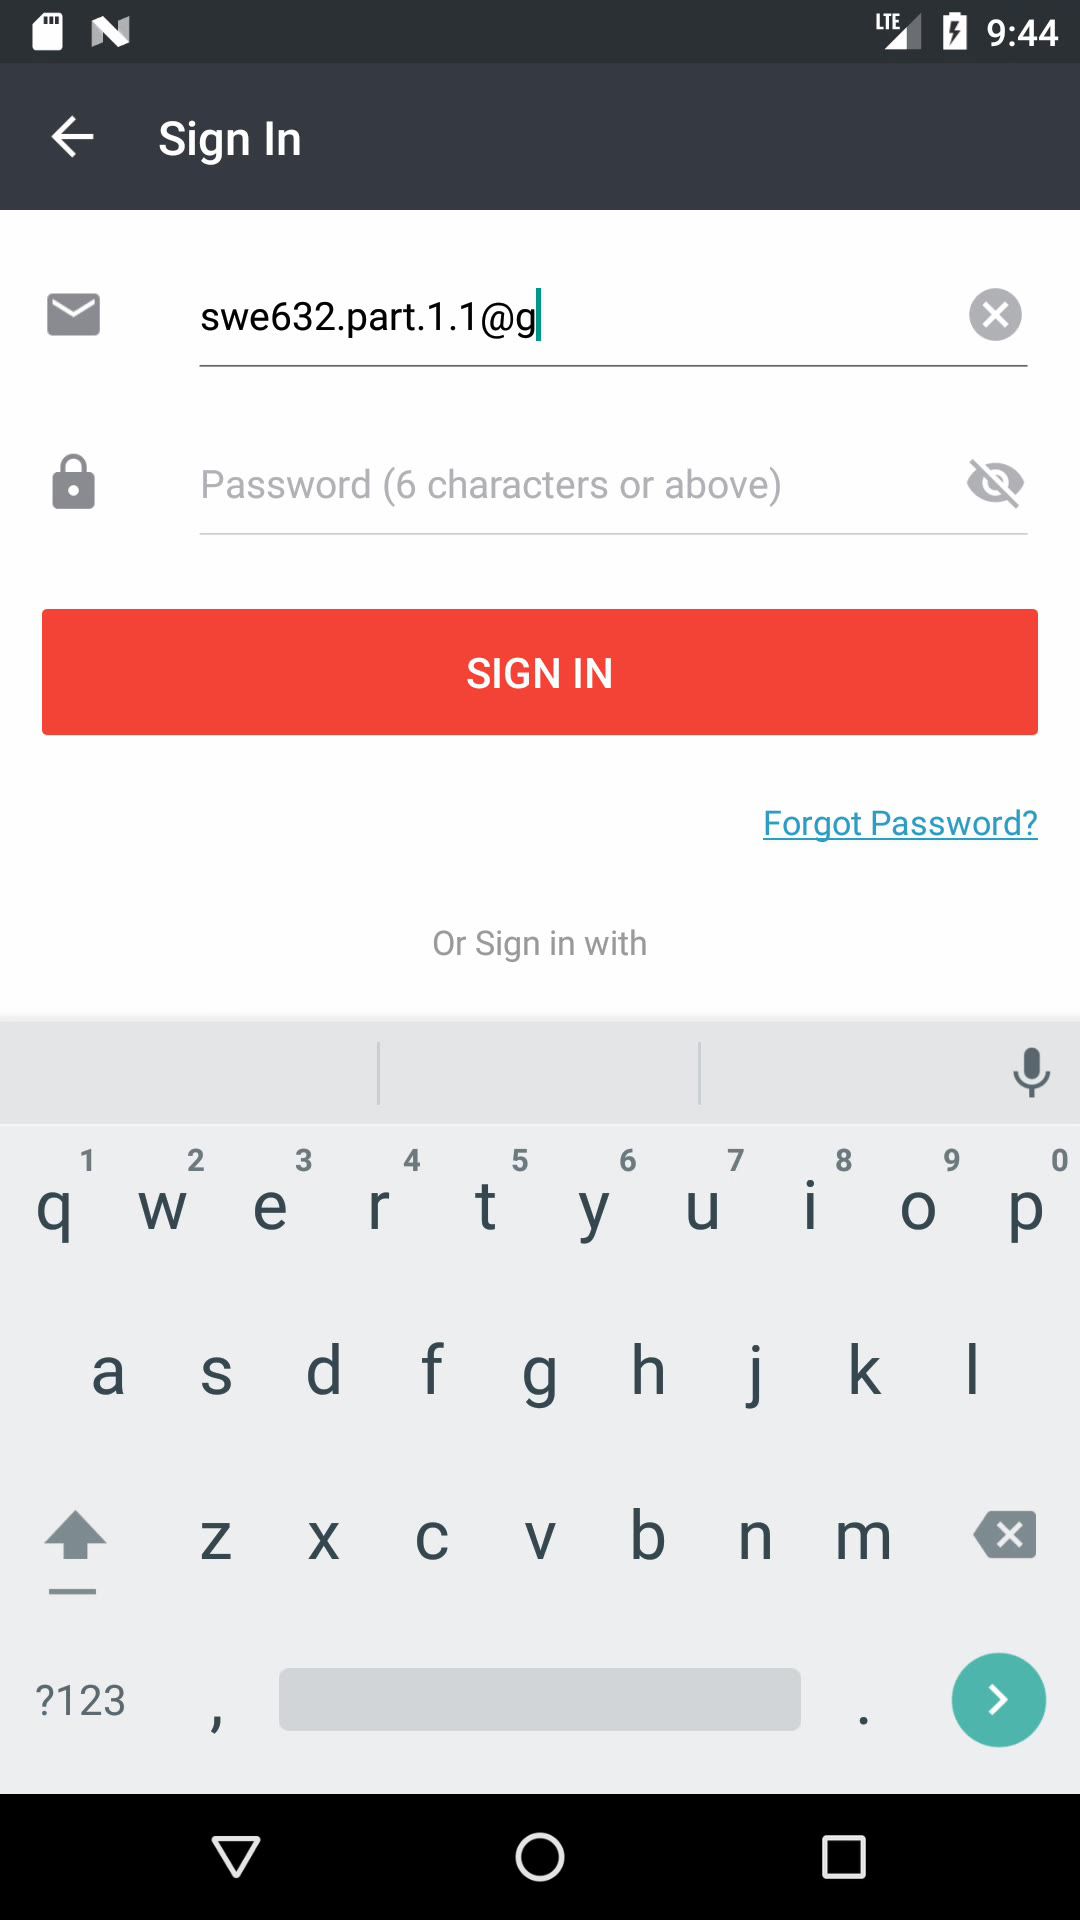 LTE 9:44
Sign In
swe632.part.1.1@g
Password (6 characters or above)
SIGN IN
Forgot Password?
Or Sign in with
1 2 3 4 5 6 7 8 9 0
q w e r t y u i o p
a s d f g h j k l
z x c v b n m
?123 , .